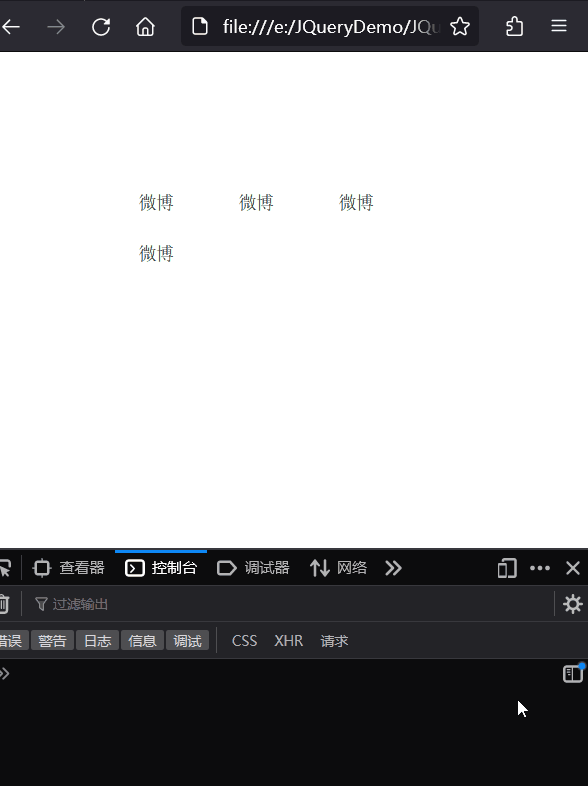 file:///e:/JQueryDemo/JQu
微博 微博 微博
微博
查看器 控制台 调试器 网络
过滤输出
错误 警告 日志 信息 调试 CSS XHR 请求